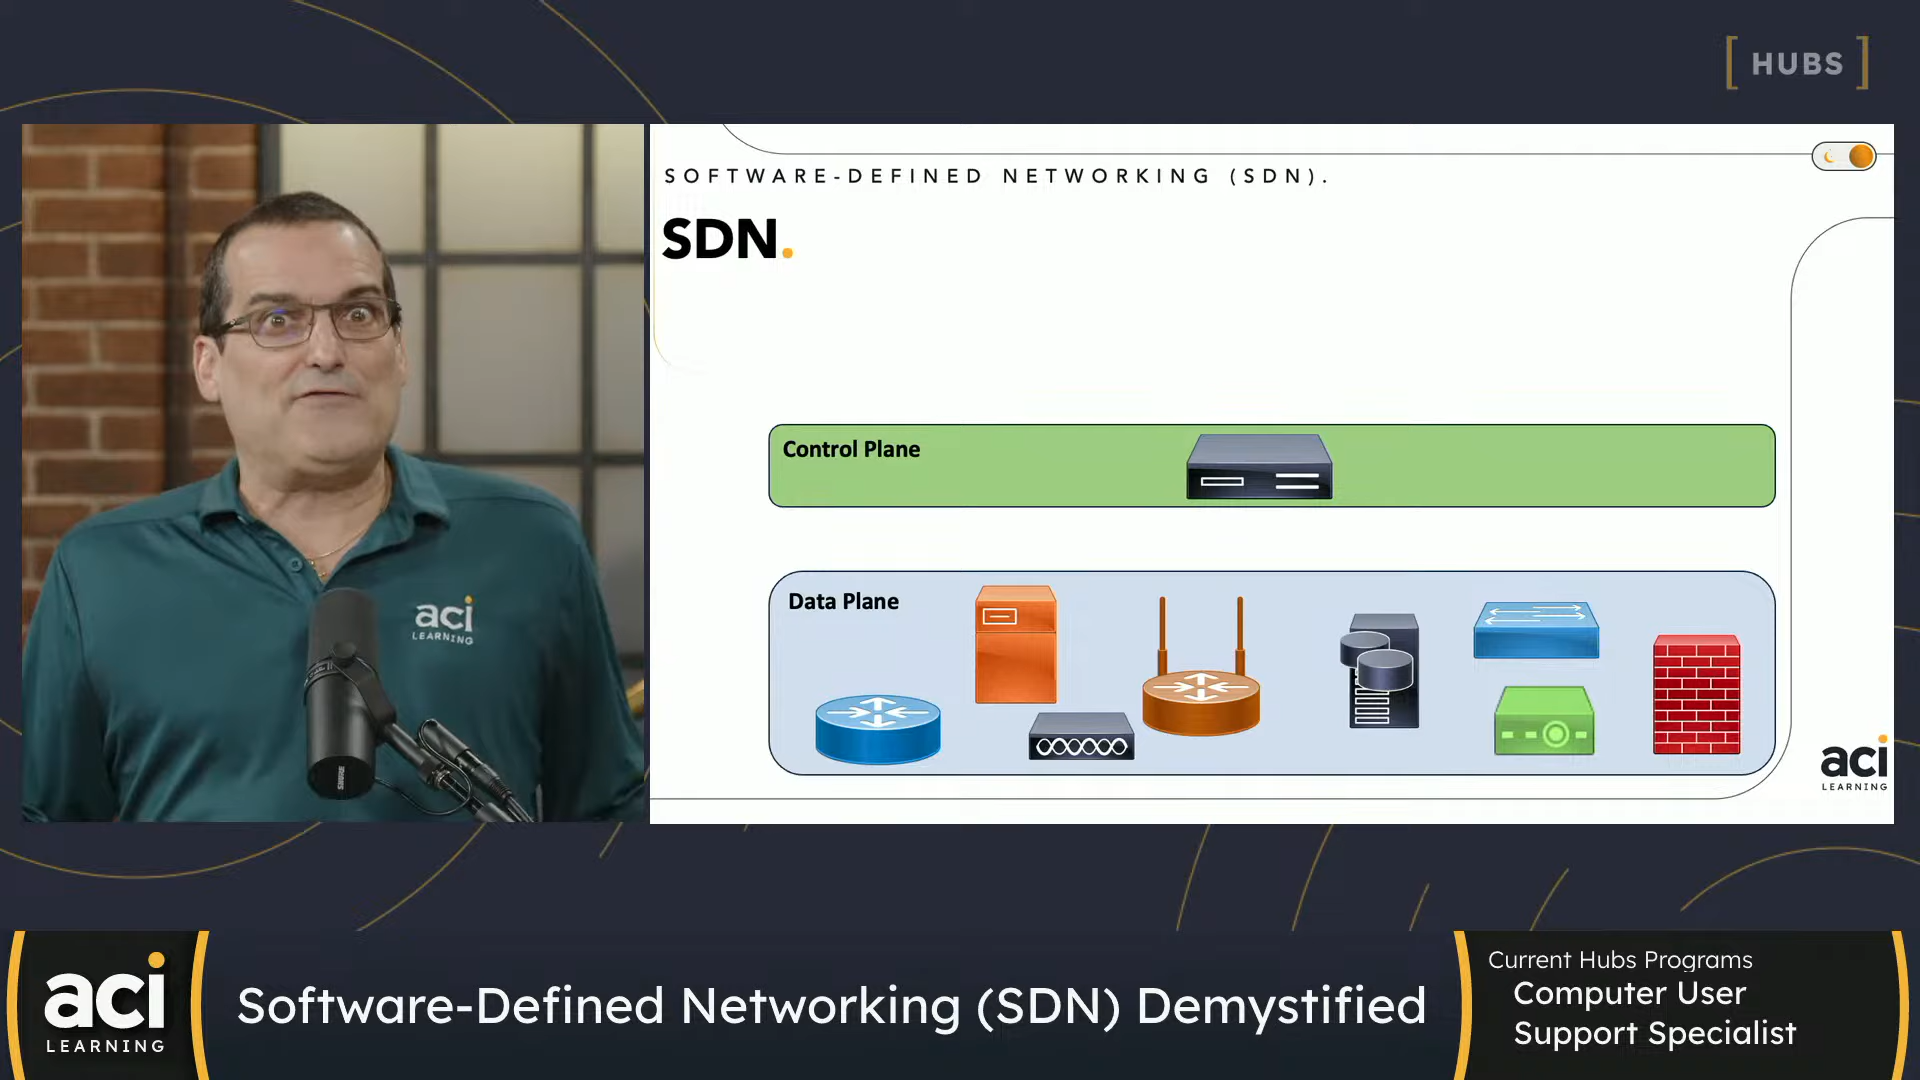 [ HUBS ]
SOFTWARE-DEFINED NETWORKING (SDN).
SDN.
Control Plane
Data Plane
aci
LEARNING
SHURE
aci
LEARNING
aci
LEARNING
Software-Defined Networking (SDN) Demystified
Current Hubs Programs
Computer User
Support Specialist